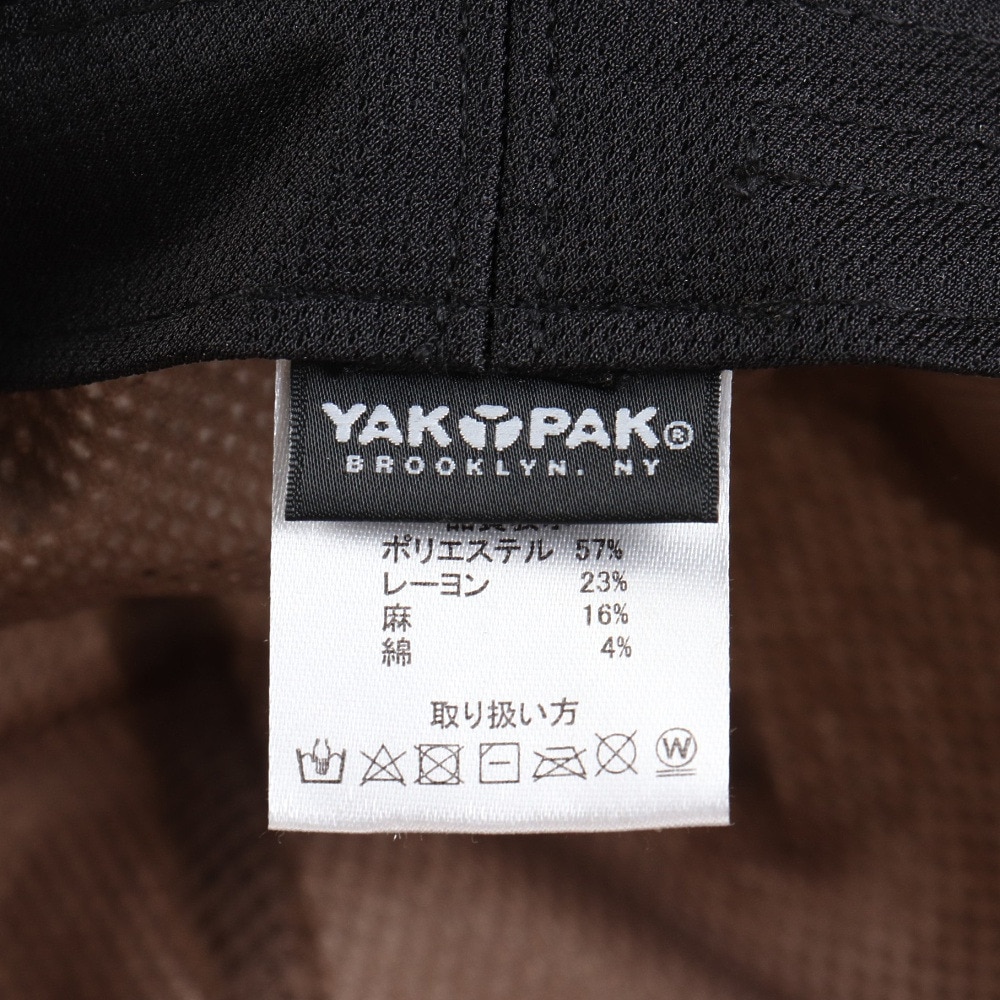 YAK PAK®
BROOKLYN. NY
ポリエステル 57%
レーヨン 23%
麻 16%
綿 4%
取り扱い方
W